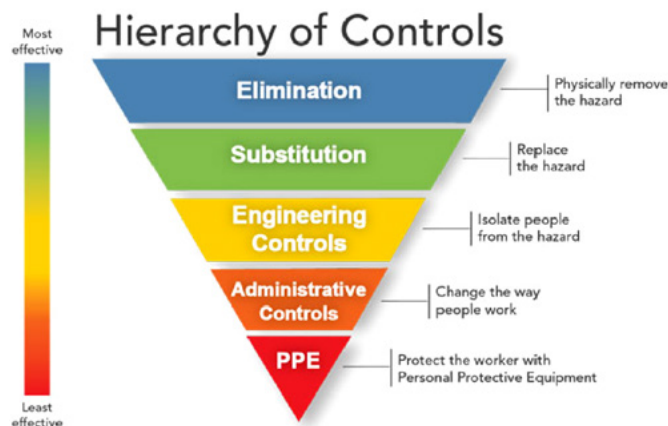 Hierarchy of Controls
Most
effective
Elimination
Physically remove
the hazard
Substitution
Replace
the hazard
Engineering
Controls
Isolate people
from the hazard
Administrative
Controls
Change the way
people work
PPE
Protect the worker with
Personal Protective Equipment
Least
effective